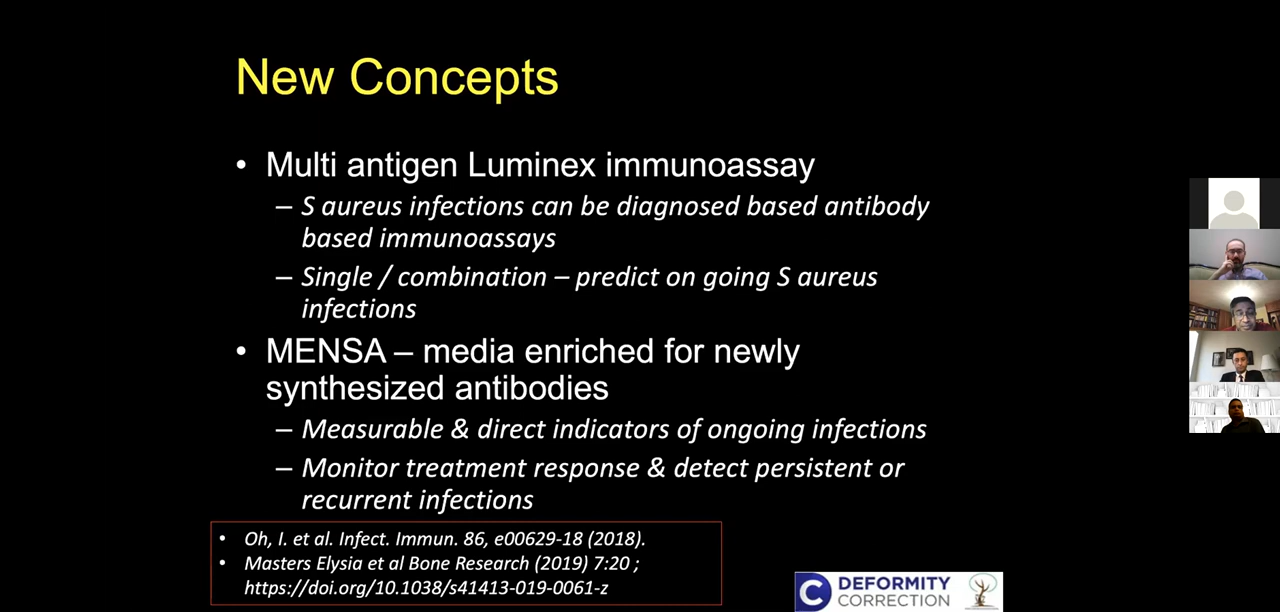 New Concepts
• Multi antigen Luminex immunoassay
– S aureus infections can be diagnosed based antibody
based immunoassays
– Single / combination – predict on going S aureus
infections
• MENSA – media enriched for newly
synthesized antibodies
– Measurable & direct indicators of ongoing infections
– Monitor treatment response & detect persistent or
recurrent infections
• Oh, I. et al. Infect. Immun. 86, e00629-18 (2018).
• Masters Elysia et al Bone Research (2019) 7:20 ;
https://doi.org/10.1038/s41413-019-0061-z
C DEFORMITY
CORRECTION